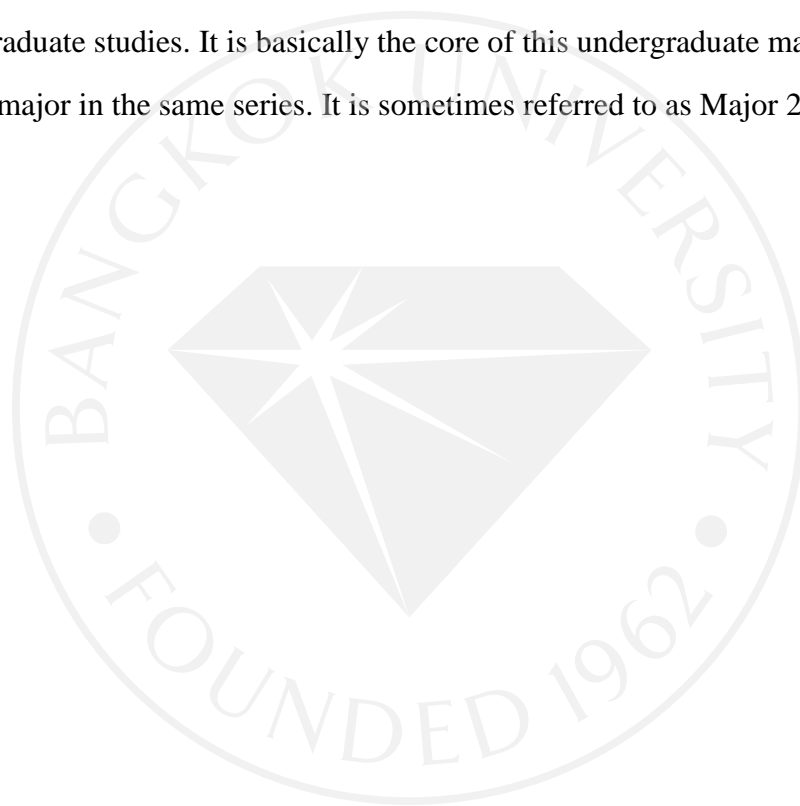 raduate studies. It is basically the core of this undergraduate ma
major in the same series. It is sometimes referred to as Major 2
BANGKOK UNIVERSITY
• FOUNDED 1962 •